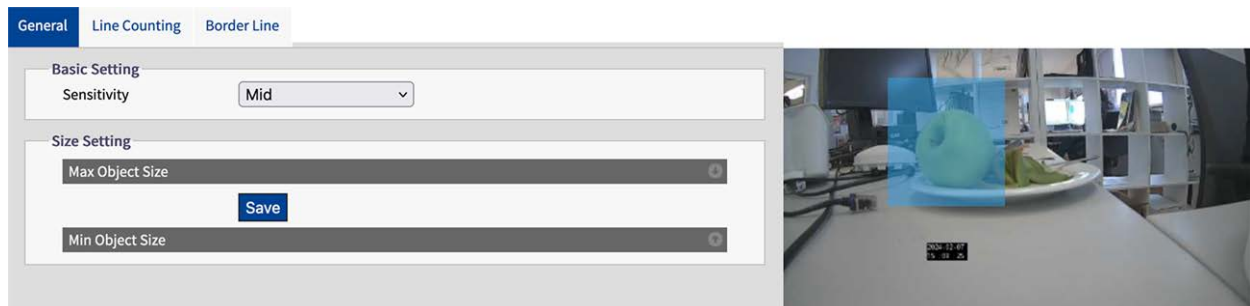 General Line Counting Border Line
Basic Setting
Sensitivity Mid
Size Setting
Max Object Size
Save
Min Object Size